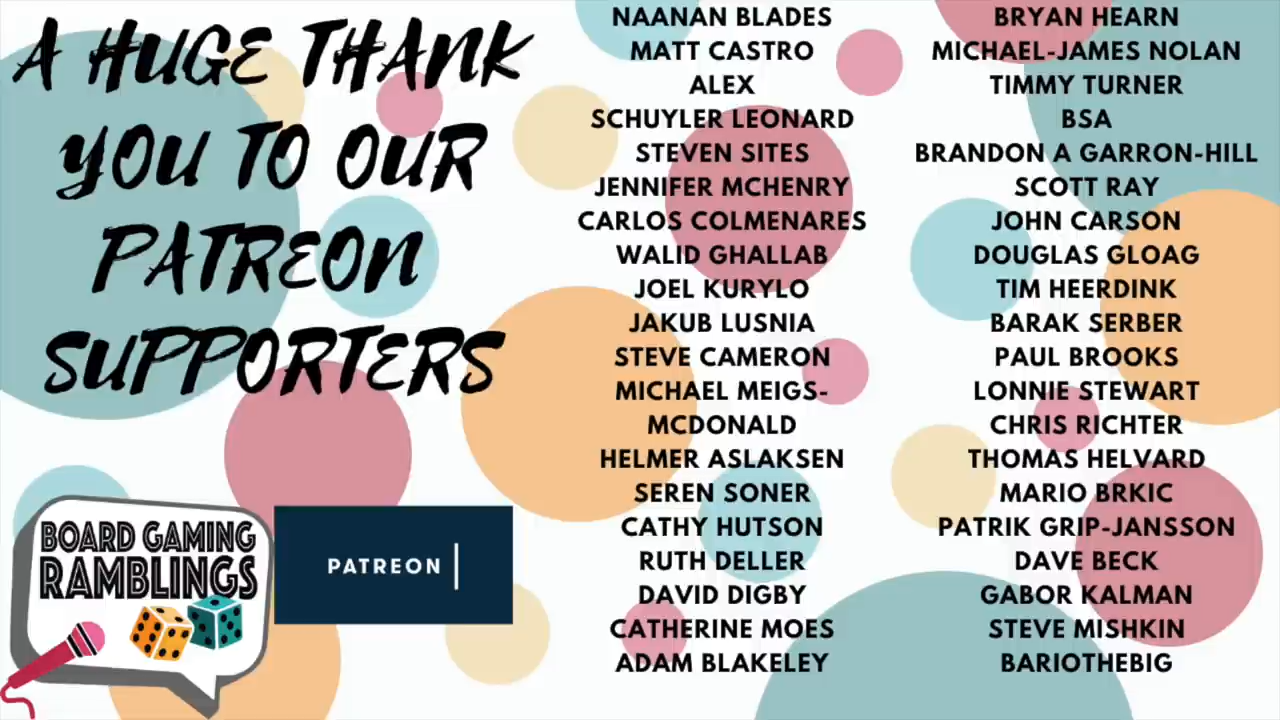 A HUGE THANK
YOU TO OUR
PATREON
SUPPORTERS
BOARD GAMING
RAMBLINGS
PATREON
NAANAN BLADES
MATT CASTRO
ALEX
SCHUYLER LEONARD
STEVEN SITES
JENNIFER MCHENRY
CARLOS COLMENARES
WALID GHALLAB
JOEL KURYLO
JAKUB LUSNIA
STEVE CAMERON
MICHAEL MEIGS-
MCDONALD
HELMER ASLAKSEN
SEREN SONER
CATHY HUTSON
RUTH DELLER
DAVID DIGBY
CATHERINE MOES
ADAM BLAKELEY
BRYAN HEARN
MICHAEL-JAMES NOLAN
TIMMY TURNER
BSA
BRANDON A GARRON-HILL
SCOTT RAY
JOHN CARSON
DOUGLAS GLOAG
TIM HEERDINK
BARAK SERBER
PAUL BROOKS
LONNIE STEWART
CHRIS RICHTER
THOMAS HELVARD
MARIO BRKIC
PATRIK GRIP-JANSSON
DAVE BECK
GABOR KALMAN
STEVE MISHKIN
BARIOTHEBIG